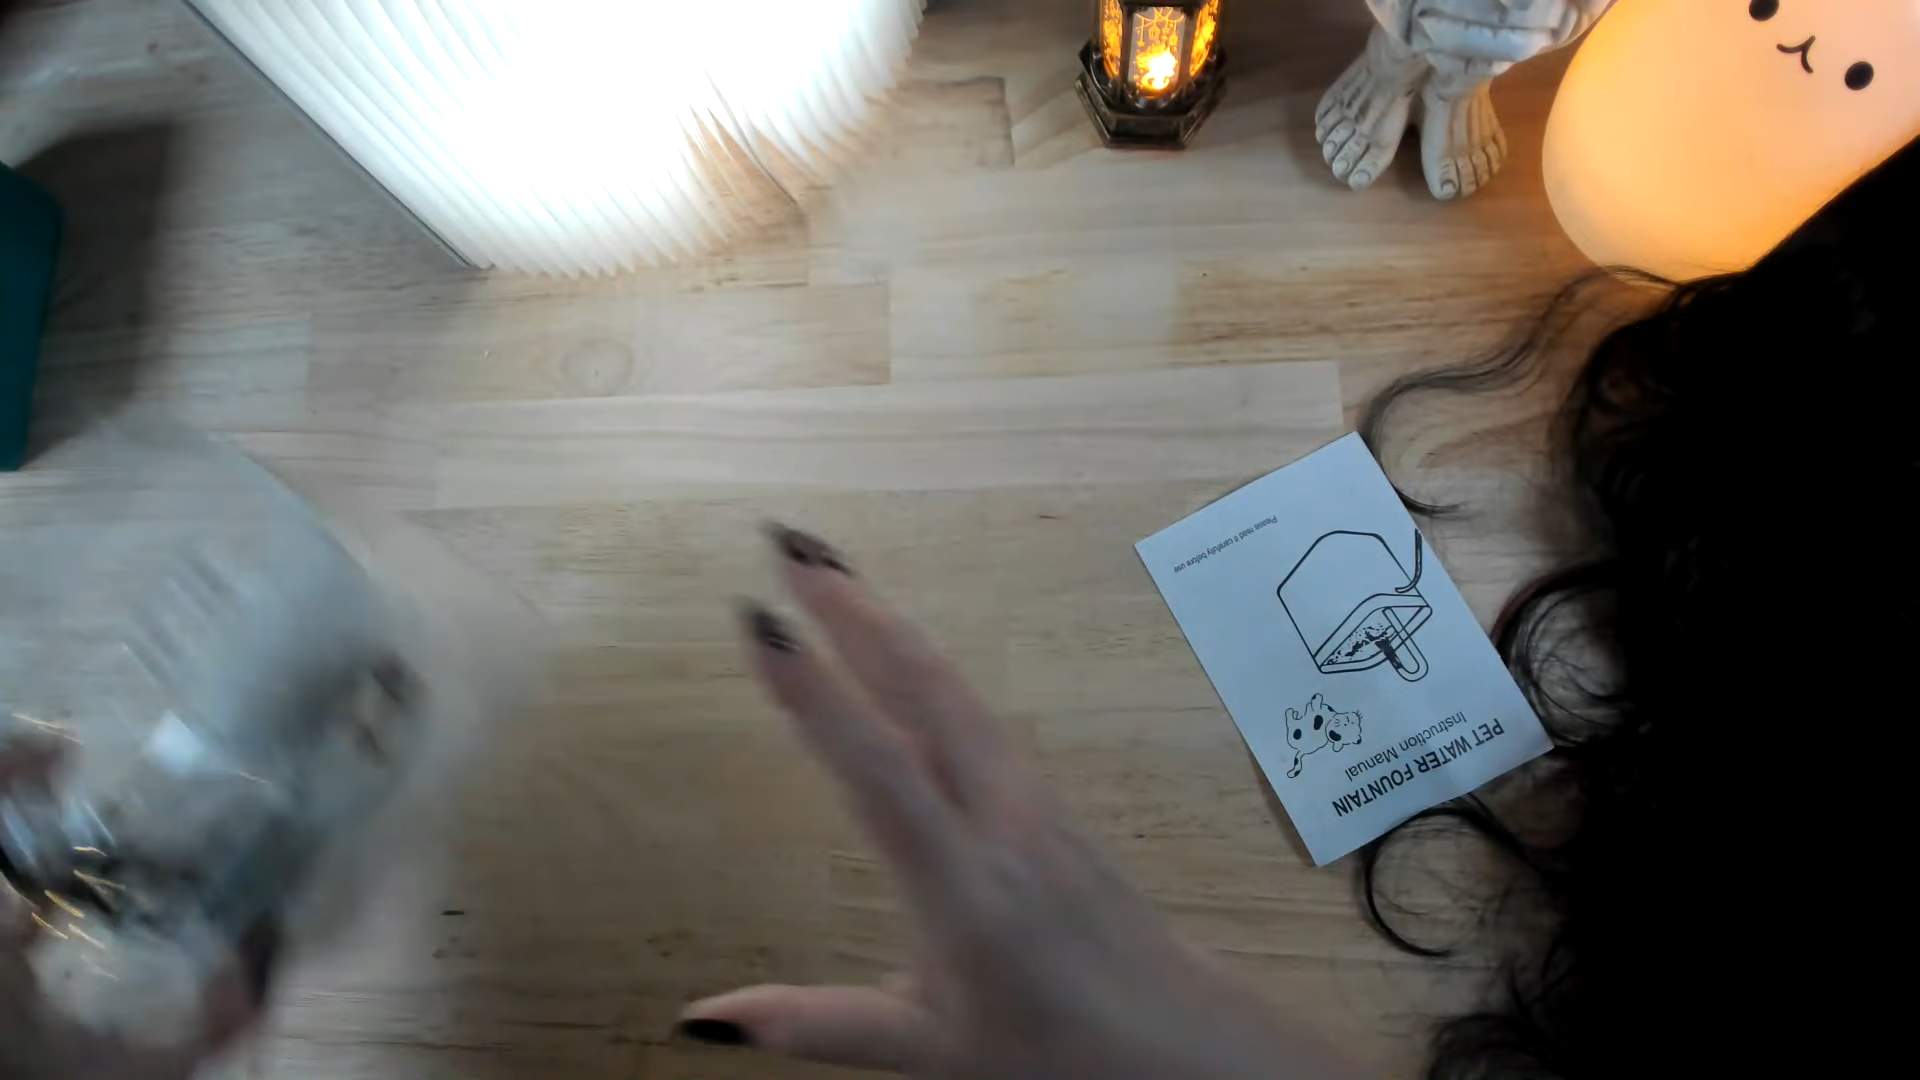 PET WATER FOUNTAIN
Instruction Manual
Please read it carefully before use